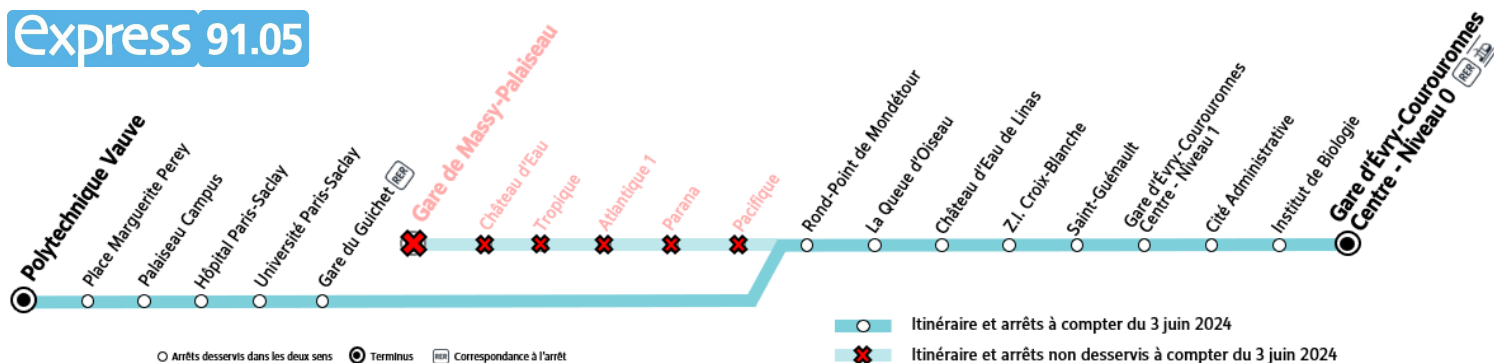 express 91.05
Polytechnique Vauve
Place Marguerite Perey
Palaiseau Campus
Hôpital Paris-Saclay
Université Paris-Saclay
Gare du Guichet
RER
Gare de Massy-Palaiseau
Château d'Eau
Tropique
Atlantique 1
Parana
Pacifique
Rond-Point de Mondétour
La Queue d'Oiseau
Château d'Eau de Linas
Z.I. Croix-Blanche
Saint-Guénault
Gare d'Évry-Courouronnes
Centre - Niveau 1
Cité Administrative
Institut de Biologie
Gare d'Évry-Courouronnes
Centre - Niveau 0
RER
Itinéraire et arrêts à compter du 3 juin 2024
Itinéraire et arrêts non desservis à compter du 3 juin 2024
Arrêts desservis dans les deux sens
Terminus
RER
Correspondance à l'arrêt